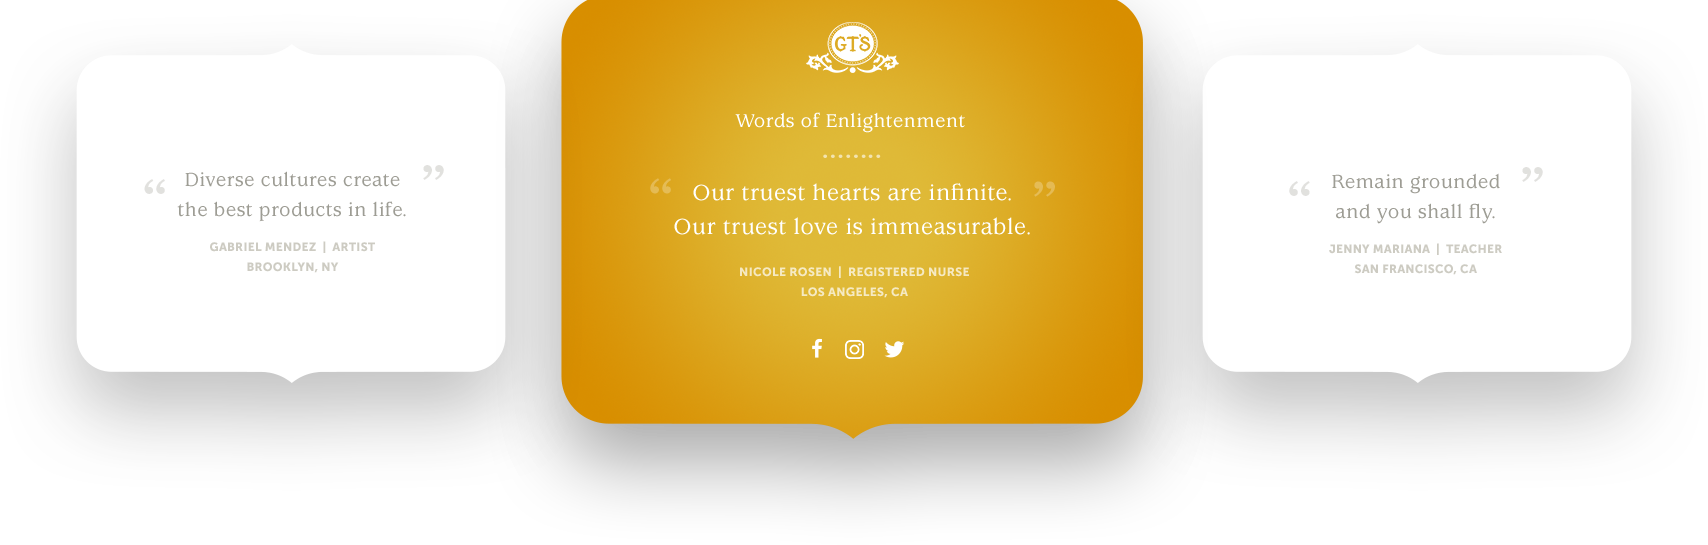 “ Diverse cultures create ”
the best products in life.
GABRIEL MENDEZ | ARTIST
BROOKLYN, NY
GT'S
Words of Enlightenment
“ Our truest hearts are infinite. ”
Our truest love is immeasurable.
NICOLE ROSEN | REGISTERED NURSE
LOS ANGELES, CA
“ Remain grounded ”
and you shall fly.
JENNY MARIANA | TEACHER
SAN FRANCISCO, CA